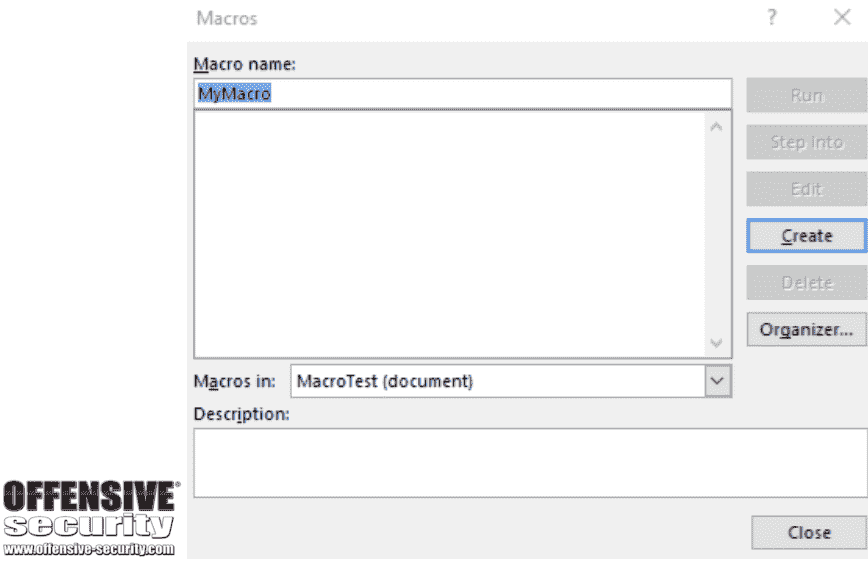 Macros
?
Macro name:
MyMacro
Run
Step Into
Edit
Create
Delete
Organizer...
Macros in: MacroTest (document)
Description:
Close
OFFENSIVE®
security
www.offensive-security.com